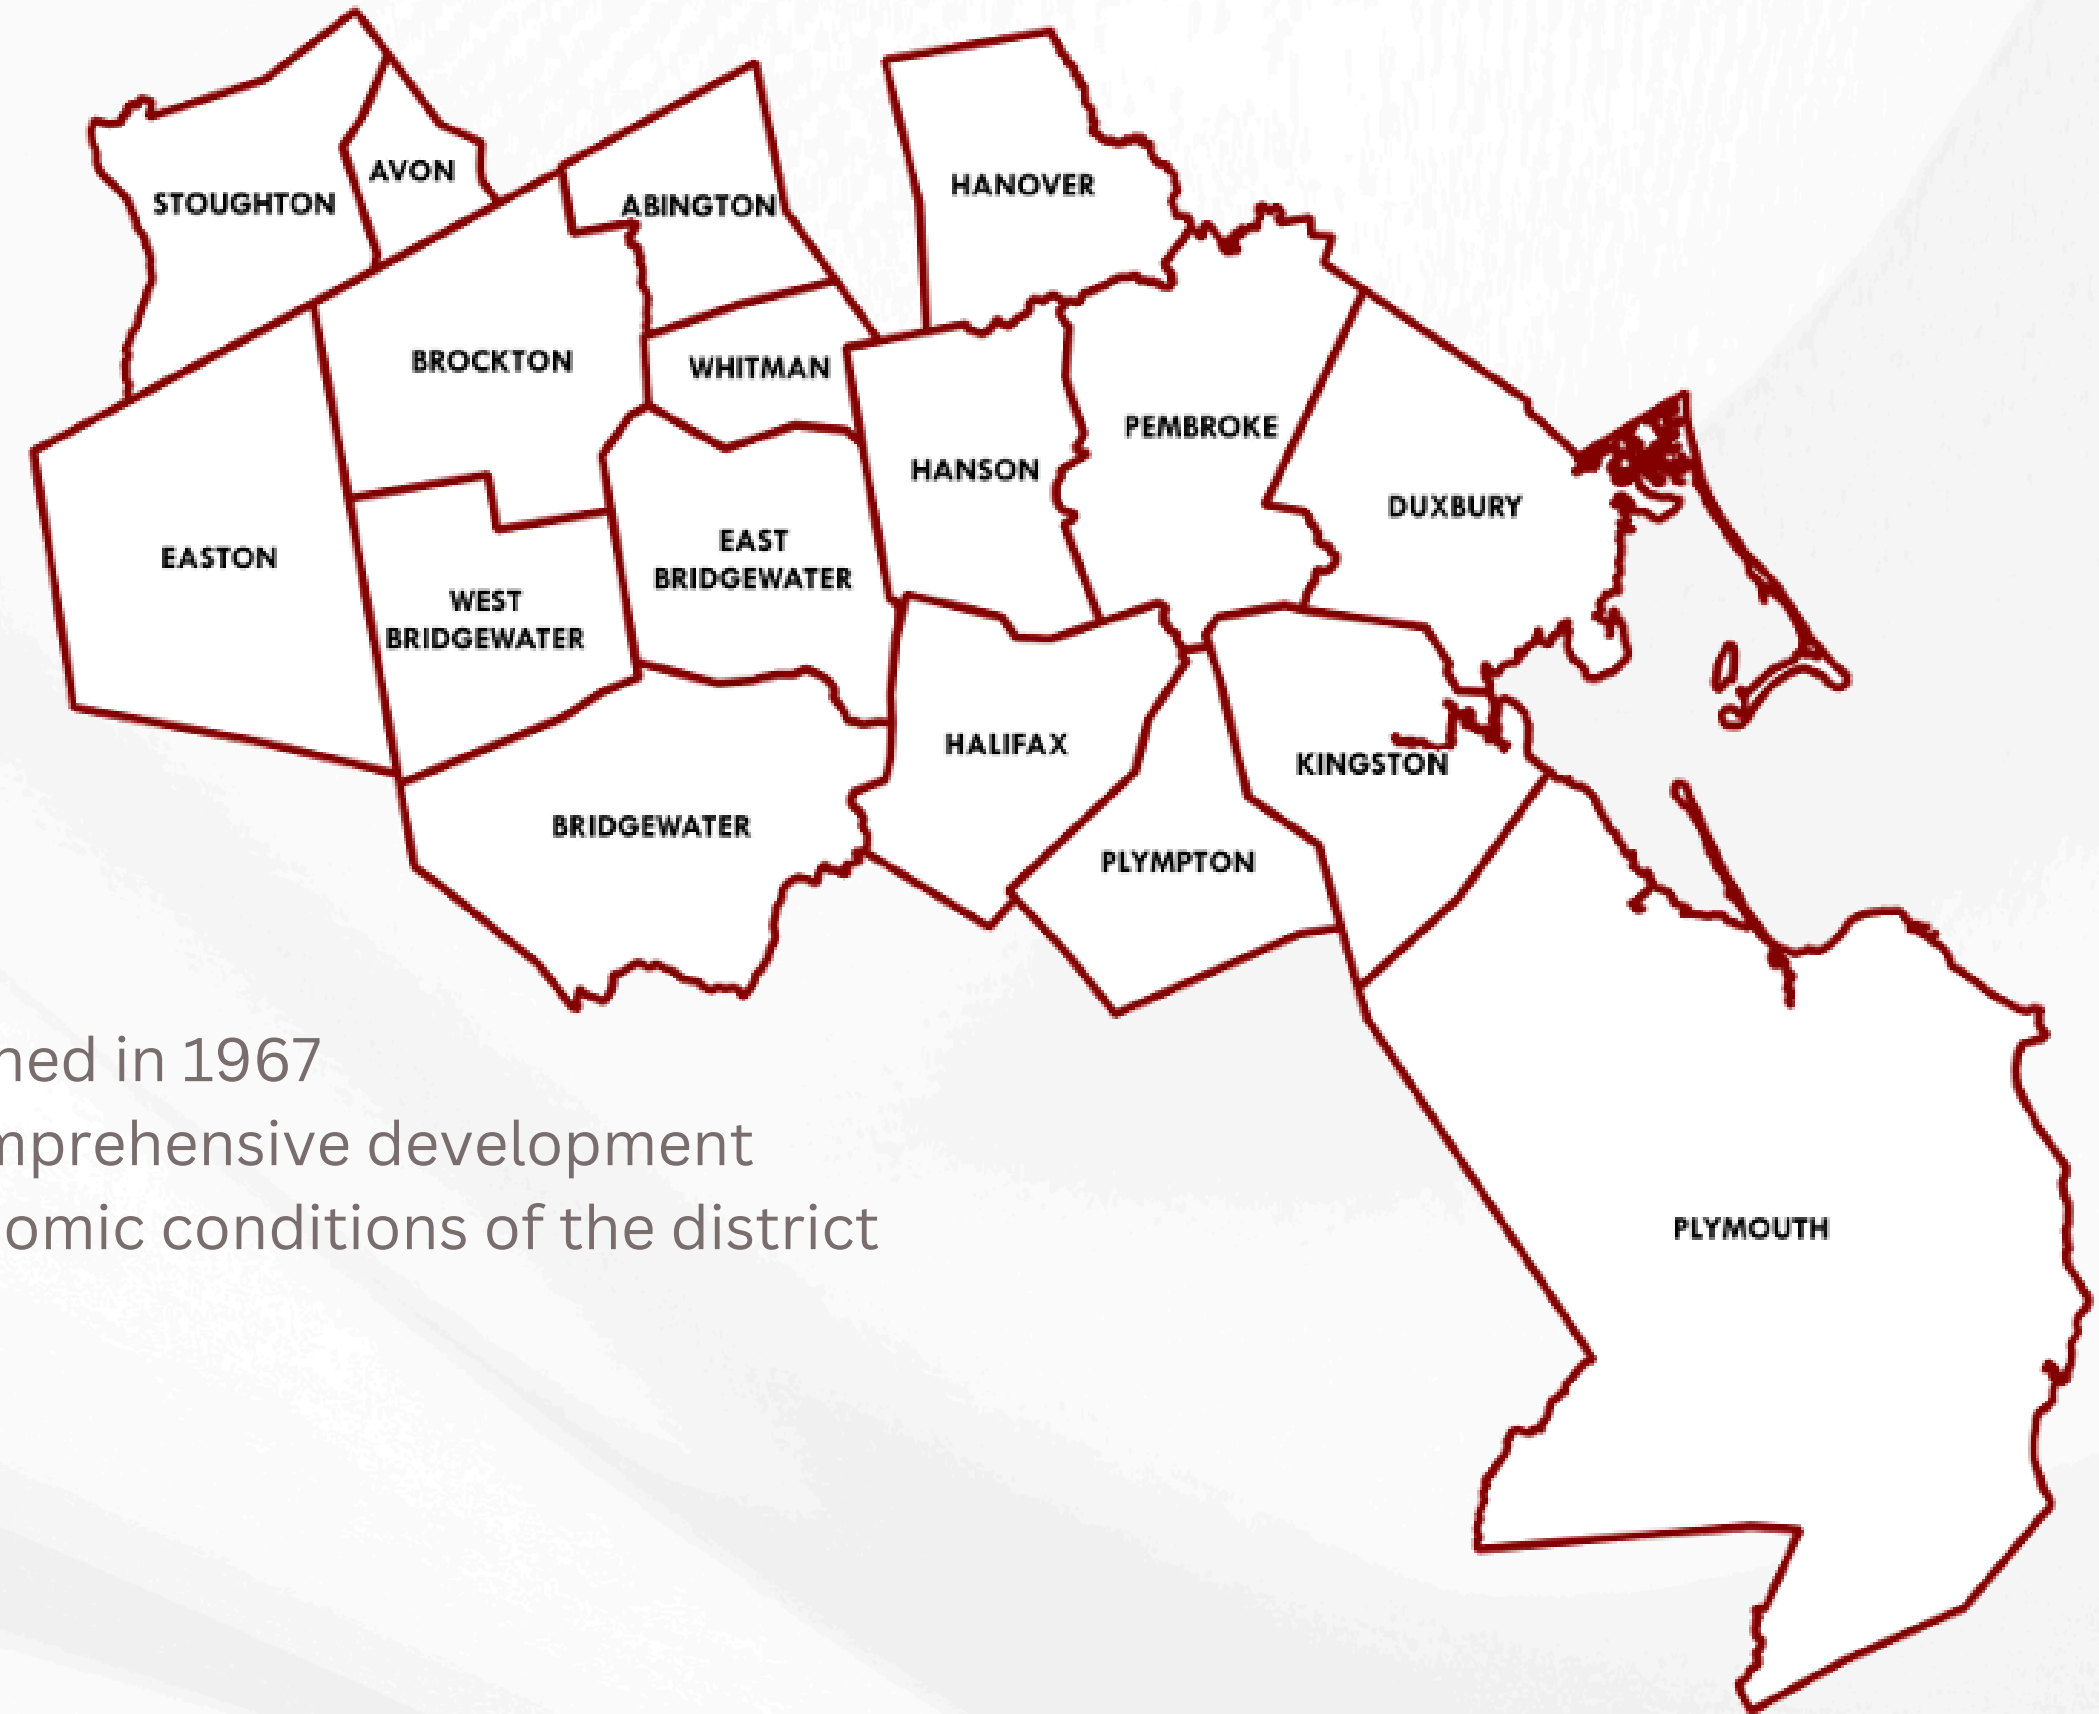 AVON
HANOVER
STOUGHTON
ABINGTON
BROCKTON
WHITMAN
PEMBROKE
HANSON
DUXBURY
EASTON
EAST
BRIDGEWATER
WEST
BRIDGEWATER
HALIFAX
KINGSTON
BRIDGEWATER
PLYMPTON
ned in 1967
mprehensive development
omic conditions of the district
PLYMOUTH